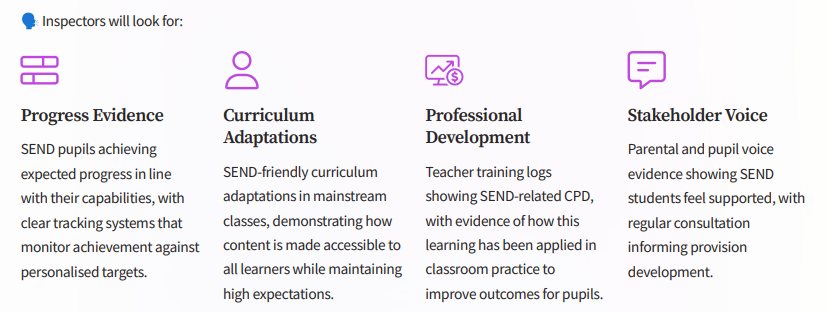 🗣️ Inspectors will look for:
Progress Evidence
SEND pupils achieving
expected progress in line
with their capabilities, with
clear tracking systems that
monitor achievement against
personalised targets.
Curriculum
Adaptations
SEND-friendly curriculum
adaptations in mainstream
classes, demonstrating how
content is made accessible to
all learners while maintaining
high expectations.
Professional
Development
Teacher training logs
showing SEND-related CPD,
with evidence of how this
learning has been applied in
classroom practice to
improve outcomes for pupils.
Stakeholder Voice
Parental and pupil voice
evidence showing SEND
students feel supported, with
regular consultation
informing provision
development.